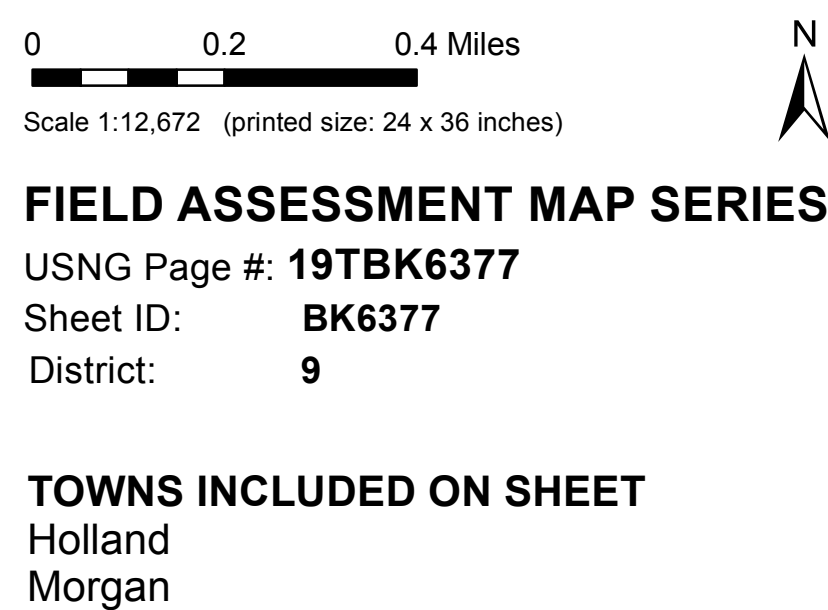 0 0.2 0.4 Miles
N
Scale 1:12,672 (printed size: 24 x 36 inches)
FIELD ASSESSMENT MAP SERIES
USNG Page #: 19TBK6377
Sheet ID: BK6377
District: 9
TOWNS INCLUDED ON SHEET
Holland
Morgan